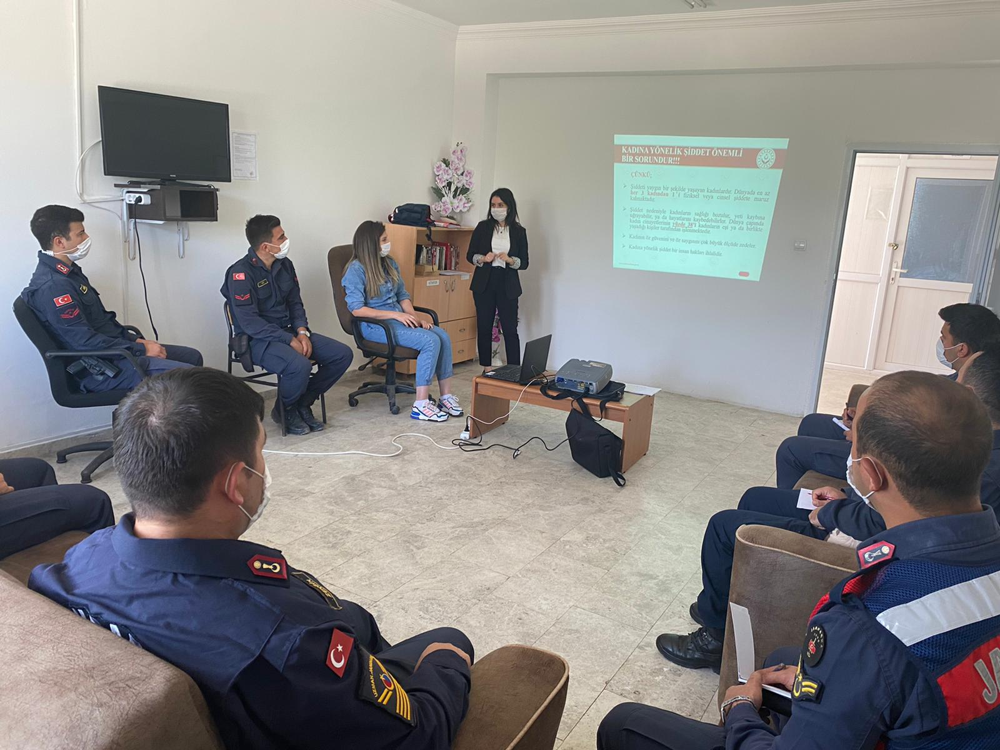 KADINA YÖNELİK ŞİDDET ÖNEMLİ
BİR SORUNDUR!!!
ÇÜNKÜ;
Şiddeti yaygın bir şekilde yaşayan kadınlardır. Dünyada en az
her 3 kadından 1'i fiziksel veya cinsel şiddete maruz
kalmaktadır.
Şiddet nedeniyle kadınların sağlığı bozulur, yeti kaybına
uğrayabilir, ya da hayatlarını kaybedebilirler. Dünya çapında
kadın cinayetlerinin yüzde 38'i kadınların eşi ya da birlikte
yaşadığı kişiler tarafından işlenmektedir.
Kadının öz güvenini ve öz saygısını çok büyük ölçüde zedeler.
Kadına yönelik şiddet bir insan hakları ihlalidir.
UZMAN
JA